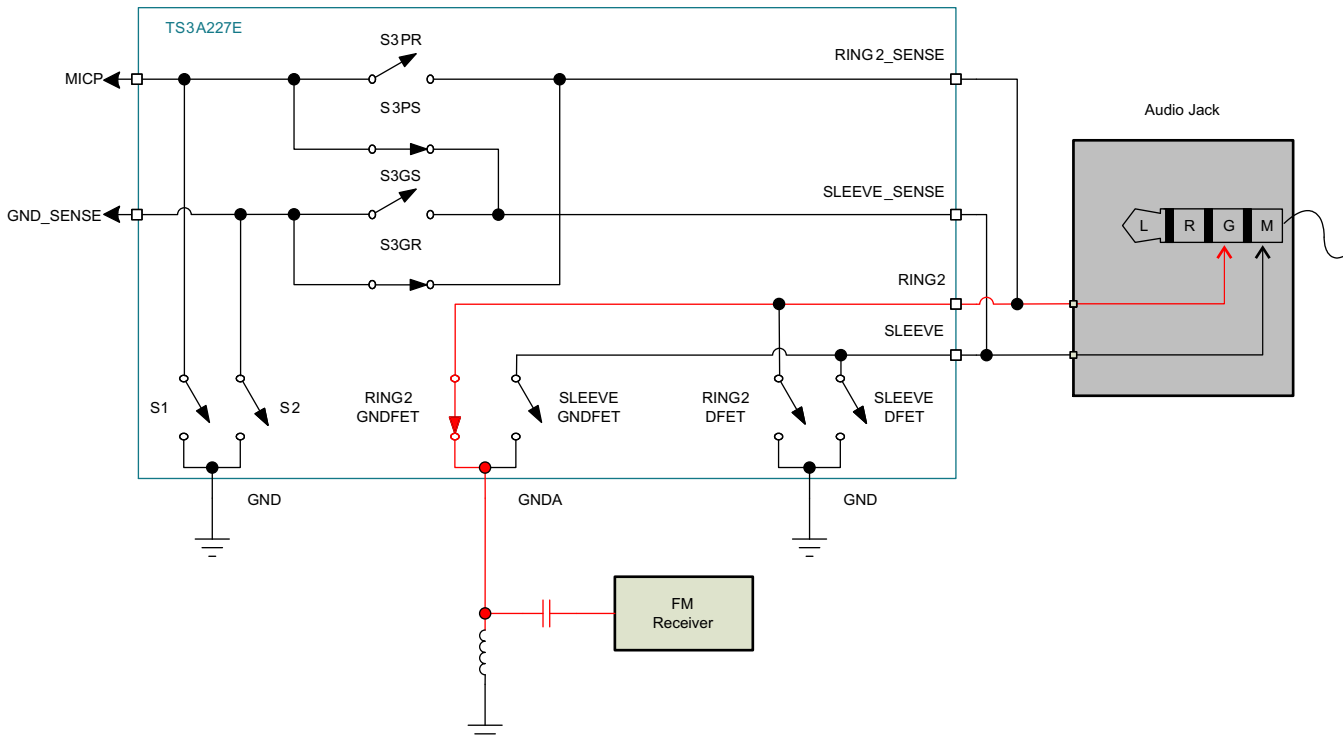 TS3A227E
S3PR
RING2_SENSE
MICP
S3PS
Audio Jack
S3GS
SLEEVE_SENSE
GND_SENSE
L R G M
S3GR
RING2
SLEEVE
S1
S2
RING2
GNDFET
SLEEVE
GNDFET
RING2
DFET
SLEEVE
DFET
GND
GNDA
GND
FM
Receiver